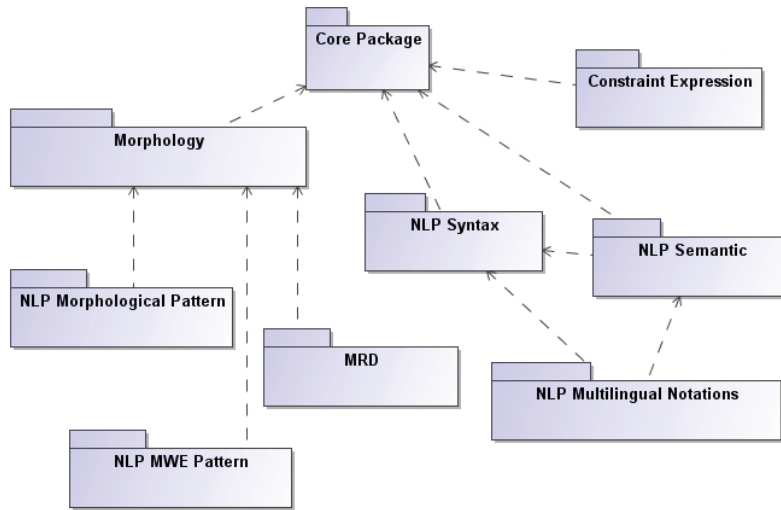 Core Package
Constraint Expression
Morphology
NLP Syntax
NLP Semantic
NLP Morphological Pattern
MRD
NLP Multilingual Notations
NLP MWE Pattern